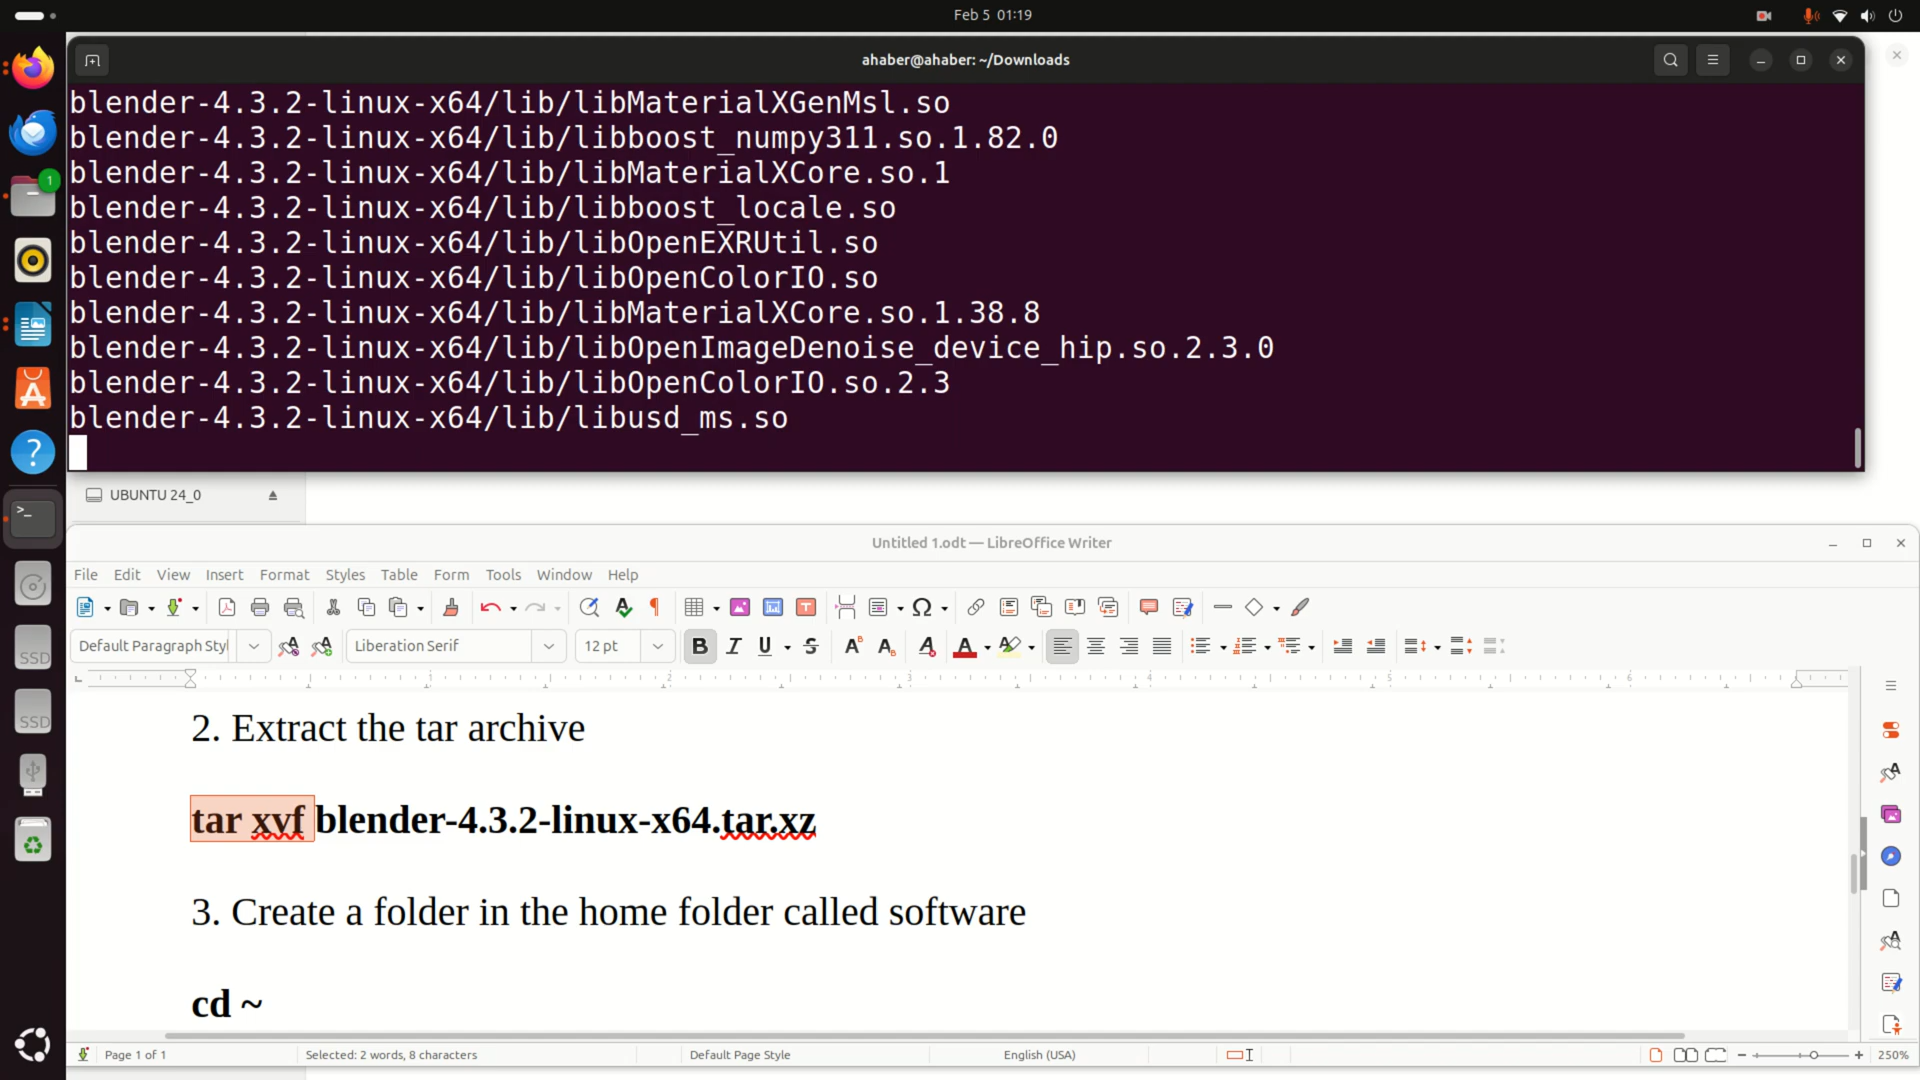 Feb 5 01:19
ahaber@ahaber: ~/Downloads
blender-4.3.2-linux-x64/lib/libMaterialXGenMsl.so
blender-4.3.2-linux-x64/lib/libboost_numpy311.so.1.82.0
blender-4.3.2-linux-x64/lib/libMaterialXCore.so.1
blender-4.3.2-linux-x64/lib/libboost_locale.so
blender-4.3.2-linux-x64/lib/libOpenEXRUtil.so
blender-4.3.2-linux-x64/lib/libOpenColorIO.so
blender-4.3.2-linux-x64/lib/libMaterialXCore.so.1.38.8
blender-4.3.2-linux-x64/lib/libOpenImageDenoise_device_hip.so.2.3.0
blender-4.3.2-linux-x64/lib/libOpenColorIO.so.2.3
blender-4.3.2-linux-x64/lib/libusd_ms.so
1
SSD
SSD
UBUNTU 24_0
Untitled 1.odt — LibreOffice Writer
File Edit View Insert Format Styles Table Form Tools Window Help
Default Paragraph Styl Liberation Serif 12 pt
1 2 3 4 5 6
2. Extract the tar archive
tar xvf blender-4.3.2-linux-x64.tar.xz
3. Create a folder in the home folder called software
cd ~
Page 1 of 1 Selected: 2 words, 8 characters Default Page Style English (USA) 250%